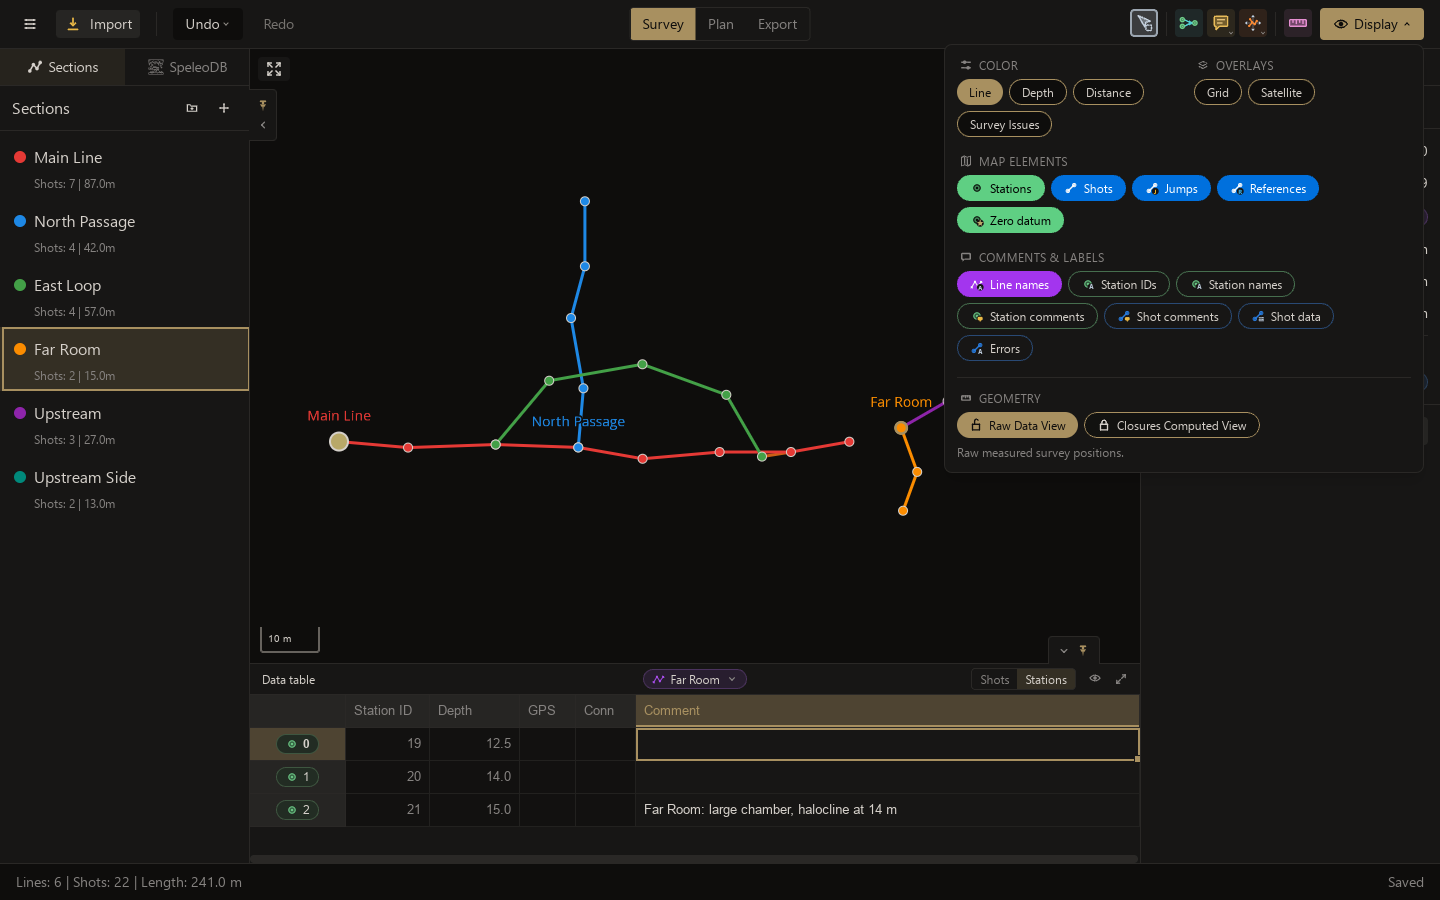 Import
Undo
Redo
Survey
Plan
Export
Display
Sections
SpeleoDB
Sections
Main Line
Shots: 7 | 87.0m
North Passage
Shots: 4 | 42.0m
East Loop
Shots: 4 | 57.0m
Far Room
Shots: 2 | 15.0m
Upstream
Shots: 3 | 27.0m
Upstream Side
Shots: 2 | 13.0m
Main Line
North Passage
Far Room
10 m
COLOR
Line
Depth
Distance
Survey Issues
OVERLAYS
Grid
Satellite
MAP ELEMENTS
Stations
Shots
Jumps
References
Zero datum
COMMENTS & LABELS
Line names
Station IDs
Station names
Station comments
Shot comments
Shot data
Errors
GEOMETRY
Raw Data View
Closures Computed View
Raw measured survey positions.
Data table
Far Room
Shots
Stations
Station ID Depth GPS Conn Comment
0 19 12.5
1 20 14.0
2 21 15.0 Far Room: large chamber, halocline at 14 m
Lines: 6 | Shots: 22 | Length: 241.0 m
Saved